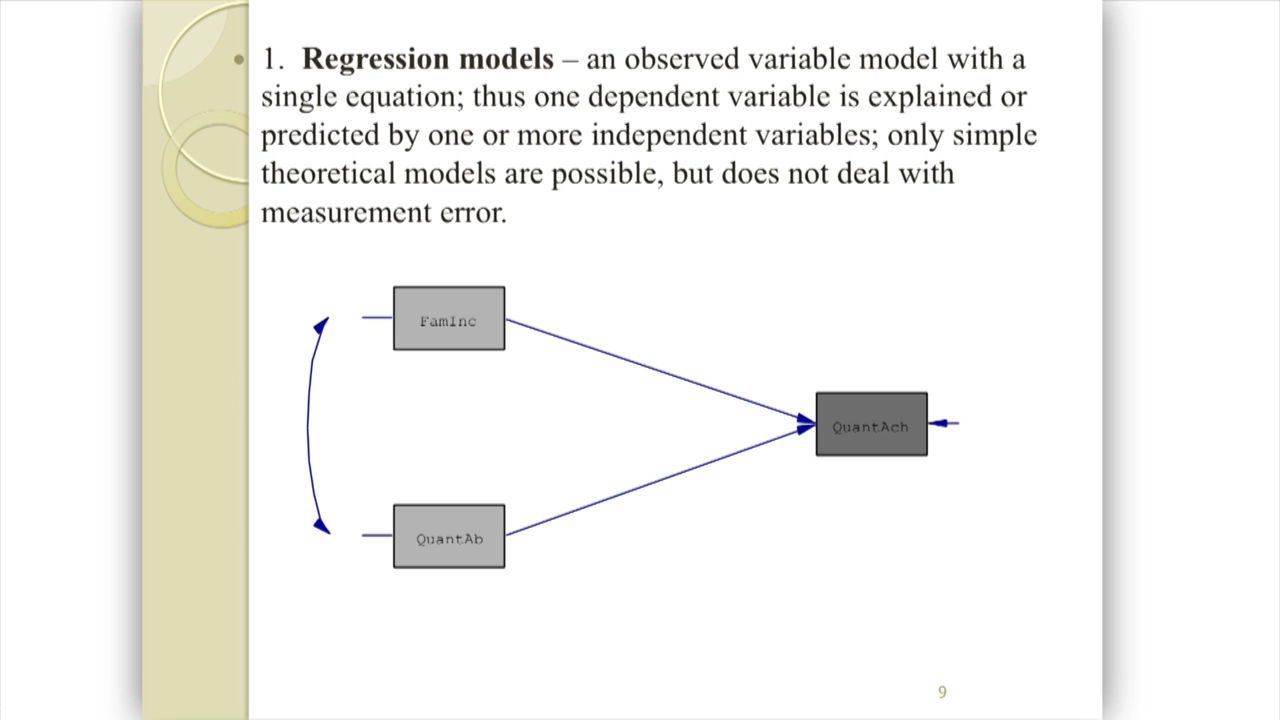 • 1. Regression models – an observed variable model with a
single equation; thus one dependent variable is explained or
predicted by one or more independent variables; only simple
theoretical models are possible, but does not deal with
measurement error.
FamInc
QuantAch
QuantAb
9